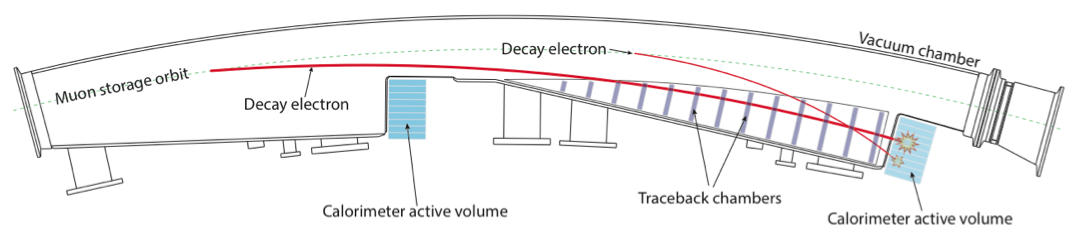 Decay electron
Vacuum chamber
Muon storage orbit
Decay electron
Traceback chambers
Calorimeter active volume
Calorimeter active volume